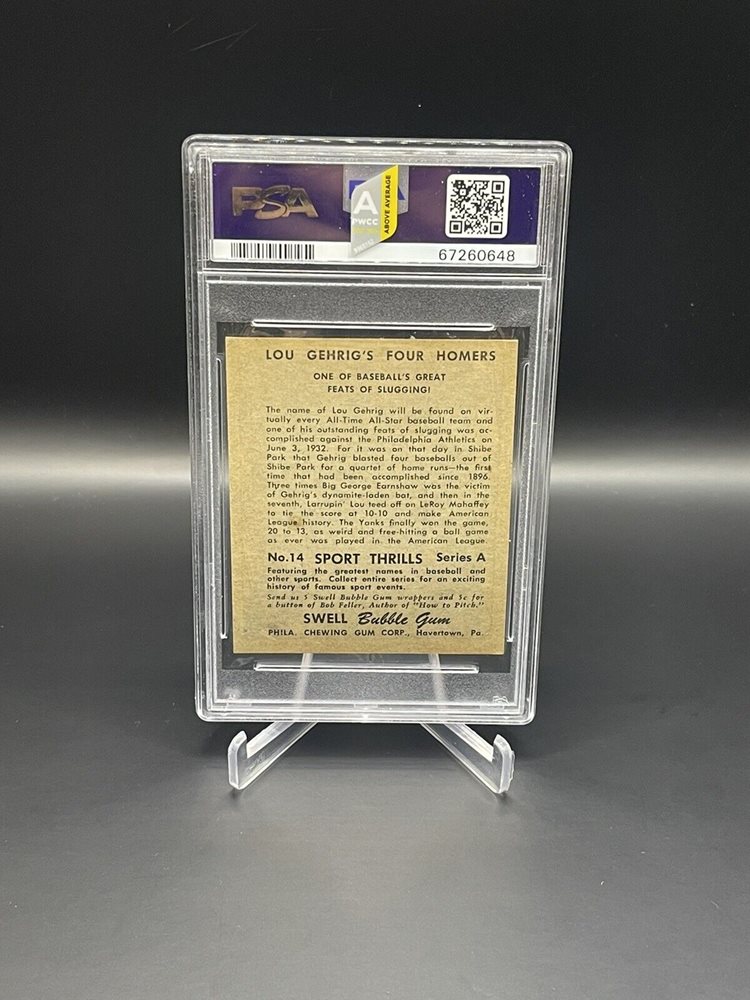 PSA
A
PWCC
ABOVE AVERAGE
67260648
LOU GEHRIG'S FOUR HOMERS
ONE OF BASEBALL'S GREAT
FEATS OF SLUGGING!
The name of Lou Gehrig will be found on vir-
tually every All-Time All-Star baseball team and
one of his outstanding feats of slugging was ac-
complished against the Philadelphia Athletics on
June 3, 1932. For it was on that day in Shibe
Park that Gehrig blasted four baseballs out of
Shibe Park for a quartet of home runs—the first
time that had been accomplished since 1896.
Three times Big George Earnshaw was the victim
of Gehrig's dynamite-laden bat, and then in the
seventh, Larrupin' Lou teed off on LeRoy Mahaffey
to tie the score at 10-10 and make American
League history. The Yanks finally won the game,
20 to 13, as weird and free-hitting a ball game
as ever was played in the American League.
No.14 SPORT THRILLS Series A
Featuring the greatest names in baseball and
other sports. Collect entire series for an exciting
history of famous sport events.
Send us 5 Swell Bubble Gum wrappers and 5c for
a button of Bob Feller, Author of "How to Pitch."
SWELL Bubble Gum
PHILA. CHEWING GUM CORP., Havertown, Pa.